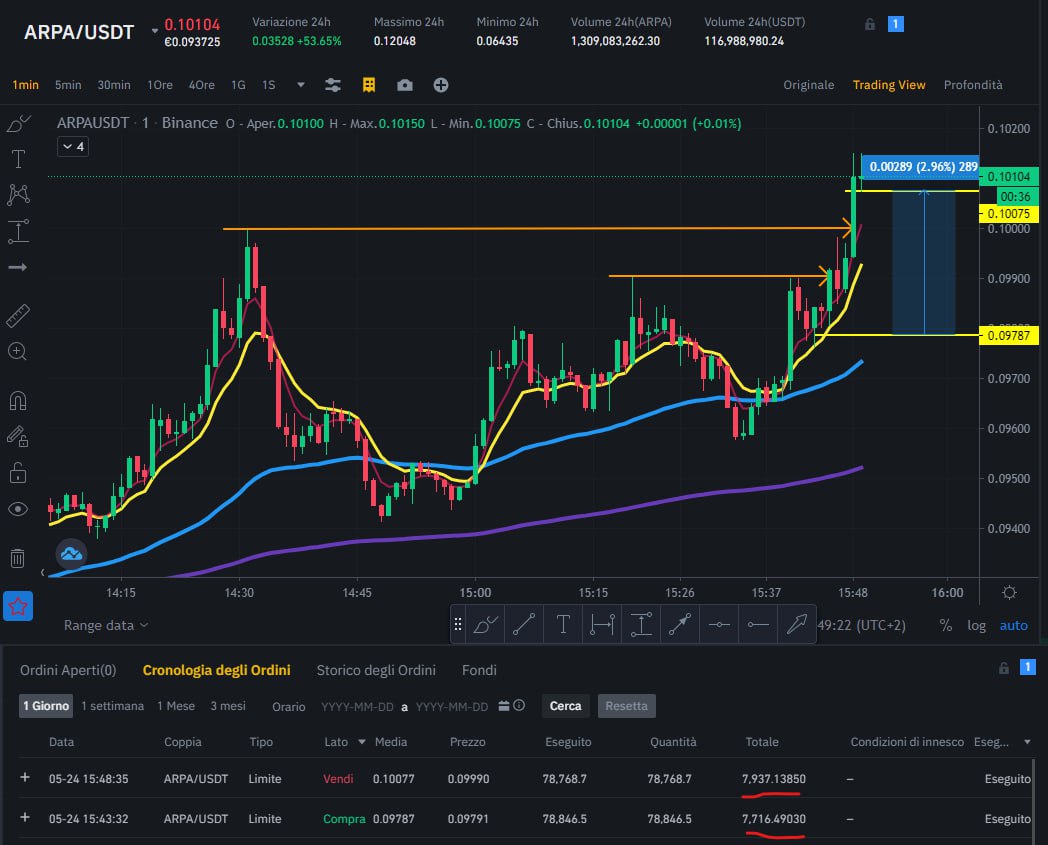 ARPA/USDT
0.10104
€0.093725
Variazione 24h
0.03528 +53.65%
Massimo 24h
0.12048
Minimo 24h
0.06435
Volume 24h(ARPA)
1,309,083,262.30
Volume 24h(USDT)
116,988,980.24
1
1min 5min 30min 1Ore 4Ore 1G 1S
Originale Trading View Profondità
ARPAUSDT · 1 · Binance O - Aper.0.10100 H - Max.0.10150 L - Min.0.10075 C - Chius.0.10104 +0.00001 (+0.01%)
4
0.10200
0.00289 (2.96%) 289
0.10104
00:36
0.10075
0.10000
0.09900
0.09787
0.09700
0.09600
0.09500
0.09400
14:15 14:30 14:45 15:00 15:15 15:26 15:37 15:48 16:00
Range data
49:22 (UTC+2) % log auto
Ordini Aperti(0) Cronologia degli Ordini Storico degli Ordini Fondi
1
1 Giorno 1 settimana 1 Mese 3 mesi Orario YYYY-MM-DD a YYYY-MM-DD Cerca Resetta
Data Coppia Tipo Lato Media Prezzo Eseguito Quantità Totale Condizioni di innesco Eseg...
05-24 15:48:35 ARPA/USDT Limite Vendi 0.10077 0.09990 78,768.7 78,768.7 7,937.13850 – Eseguito
05-24 15:43:32 ARPA/USDT Limite Compra 0.09787 0.09791 78,846.5 78,846.5 7,716.49030 – Eseguito